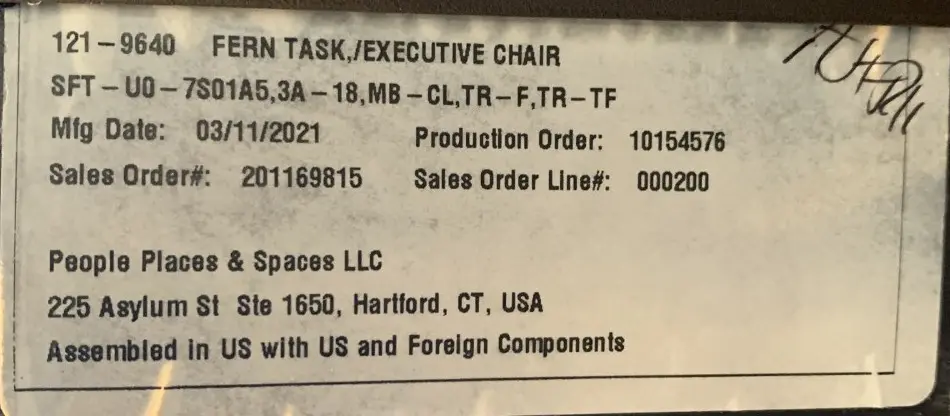 121-9640 FERN TASK,/EXECUTIVE CHAIR
SFT-U0-7S01A5,3A-18,MB-CL,TR-F,TR-TF
Mfg Date: 03/11/2021 Production Order: 10154576
Sales Order#: 201169815 Sales Order Line#: 000200
People Places & Spaces LLC
225 Asylum St Ste 1650, Hartford, CT, USA
Assembled in US with US and Foreign Components